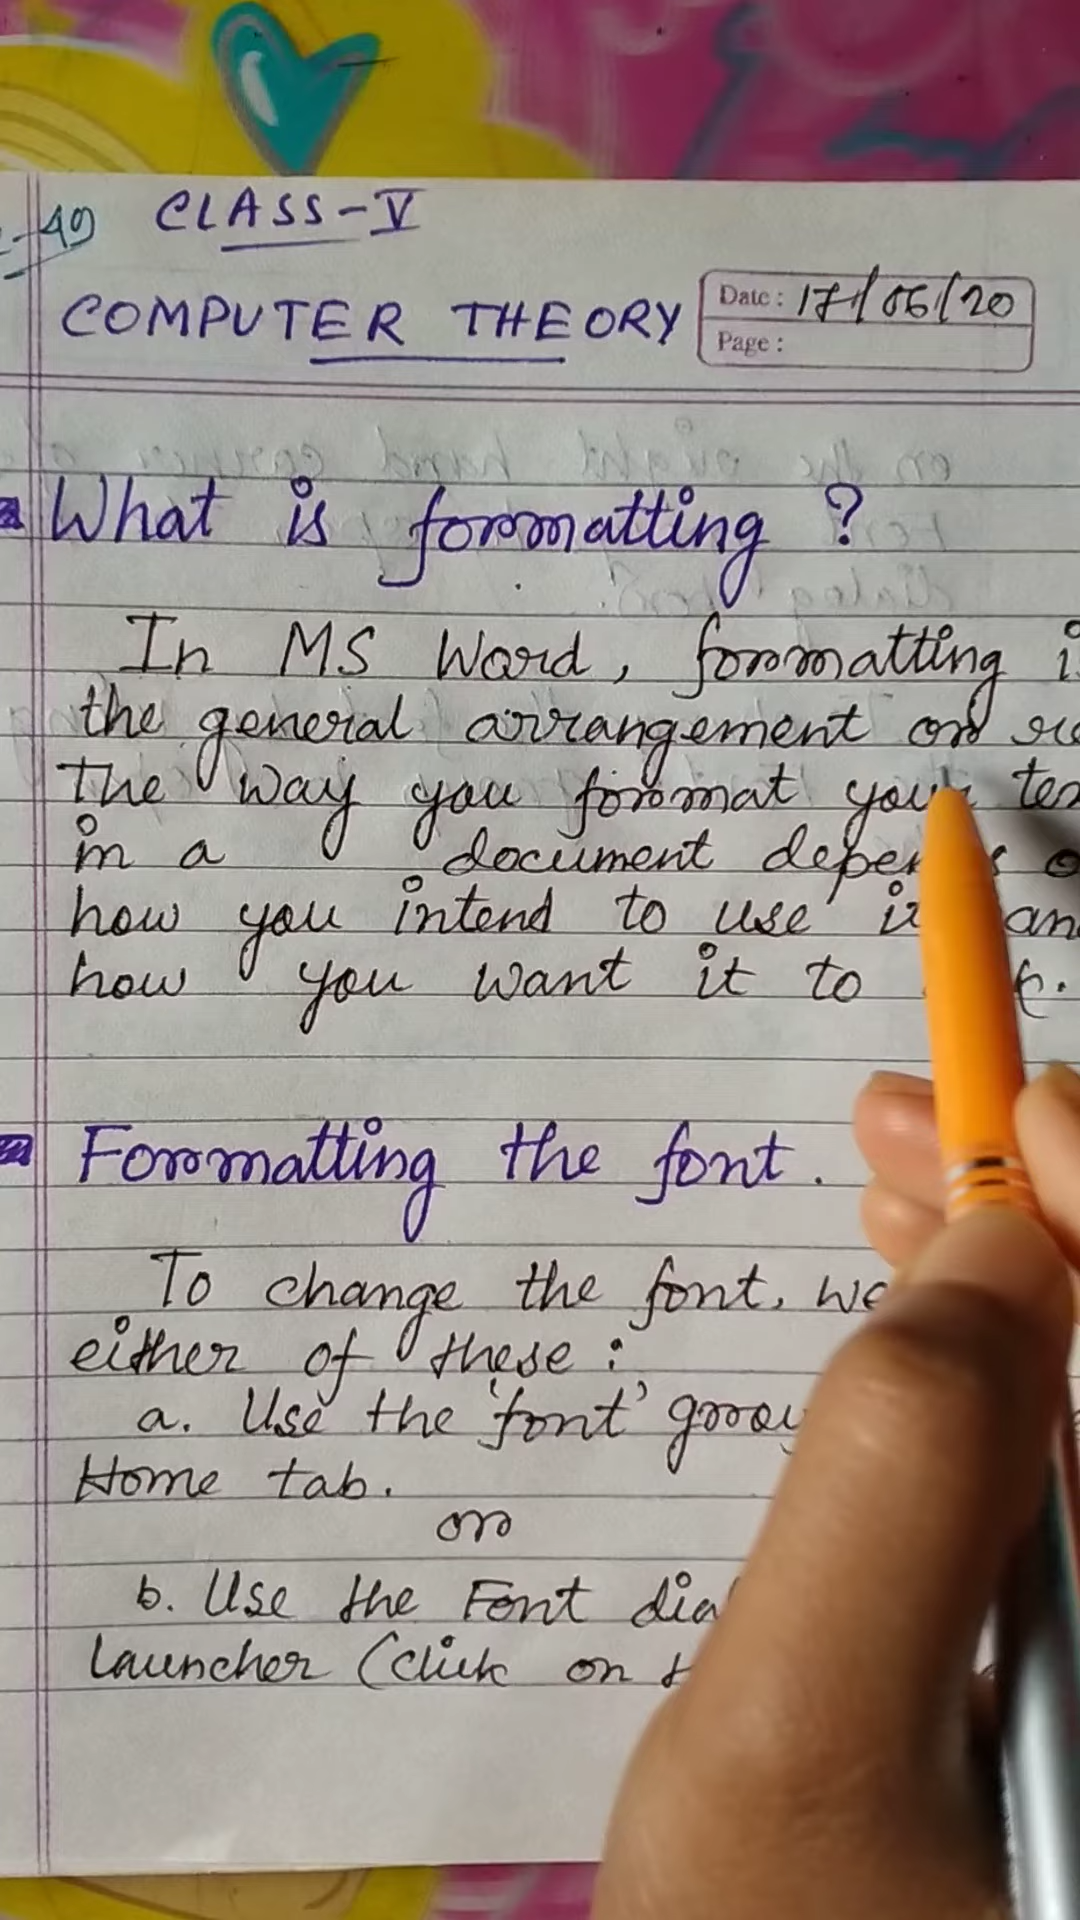 -49
CLASS-V
COMPUTER THEORY
Date: 17/06/20
Page:
What is formatting?
In MS Word, formatting
the general arrangement or
The way you format your
in a document
how you intend to use it
how you want it to
Formatting the font.
To change the font,
either of these:
a. Use the 'font'
Home tab.
or
b. Use the Font
launcher (click on